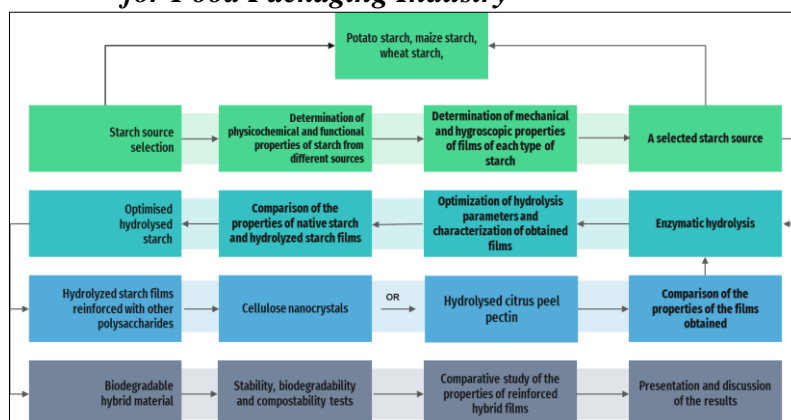 for Food Packaging Industry
Potato starch, maize starch,
wheat starch,
Starch source
selection
Determination of
physicochemical and functional
properties of starch from
different sources
Determination of mechanical
and hygroscopic properties
of films of each type of
starch
A selected starch source
Optimised
hydrolysed
starch
Comparison of the
properties of native starch
and hydrolyzed starch films
Optimization of hydrolysis
parameters and
characterization of obtained
films
Enzymatic hydrolysis
Hydrolyzed starch films
reinforced with other
polysaccharides
Cellulose nanocrystals
OR
Hydrolysed citrus peel
pectin
Comparison of the
properties of the films
obtained
Biodegradable
hybrid material
Stability, biodegradability
and compostability tests
Comparative study of the
properties of reinforced
hybrid films
Presentation and discussion
of the results